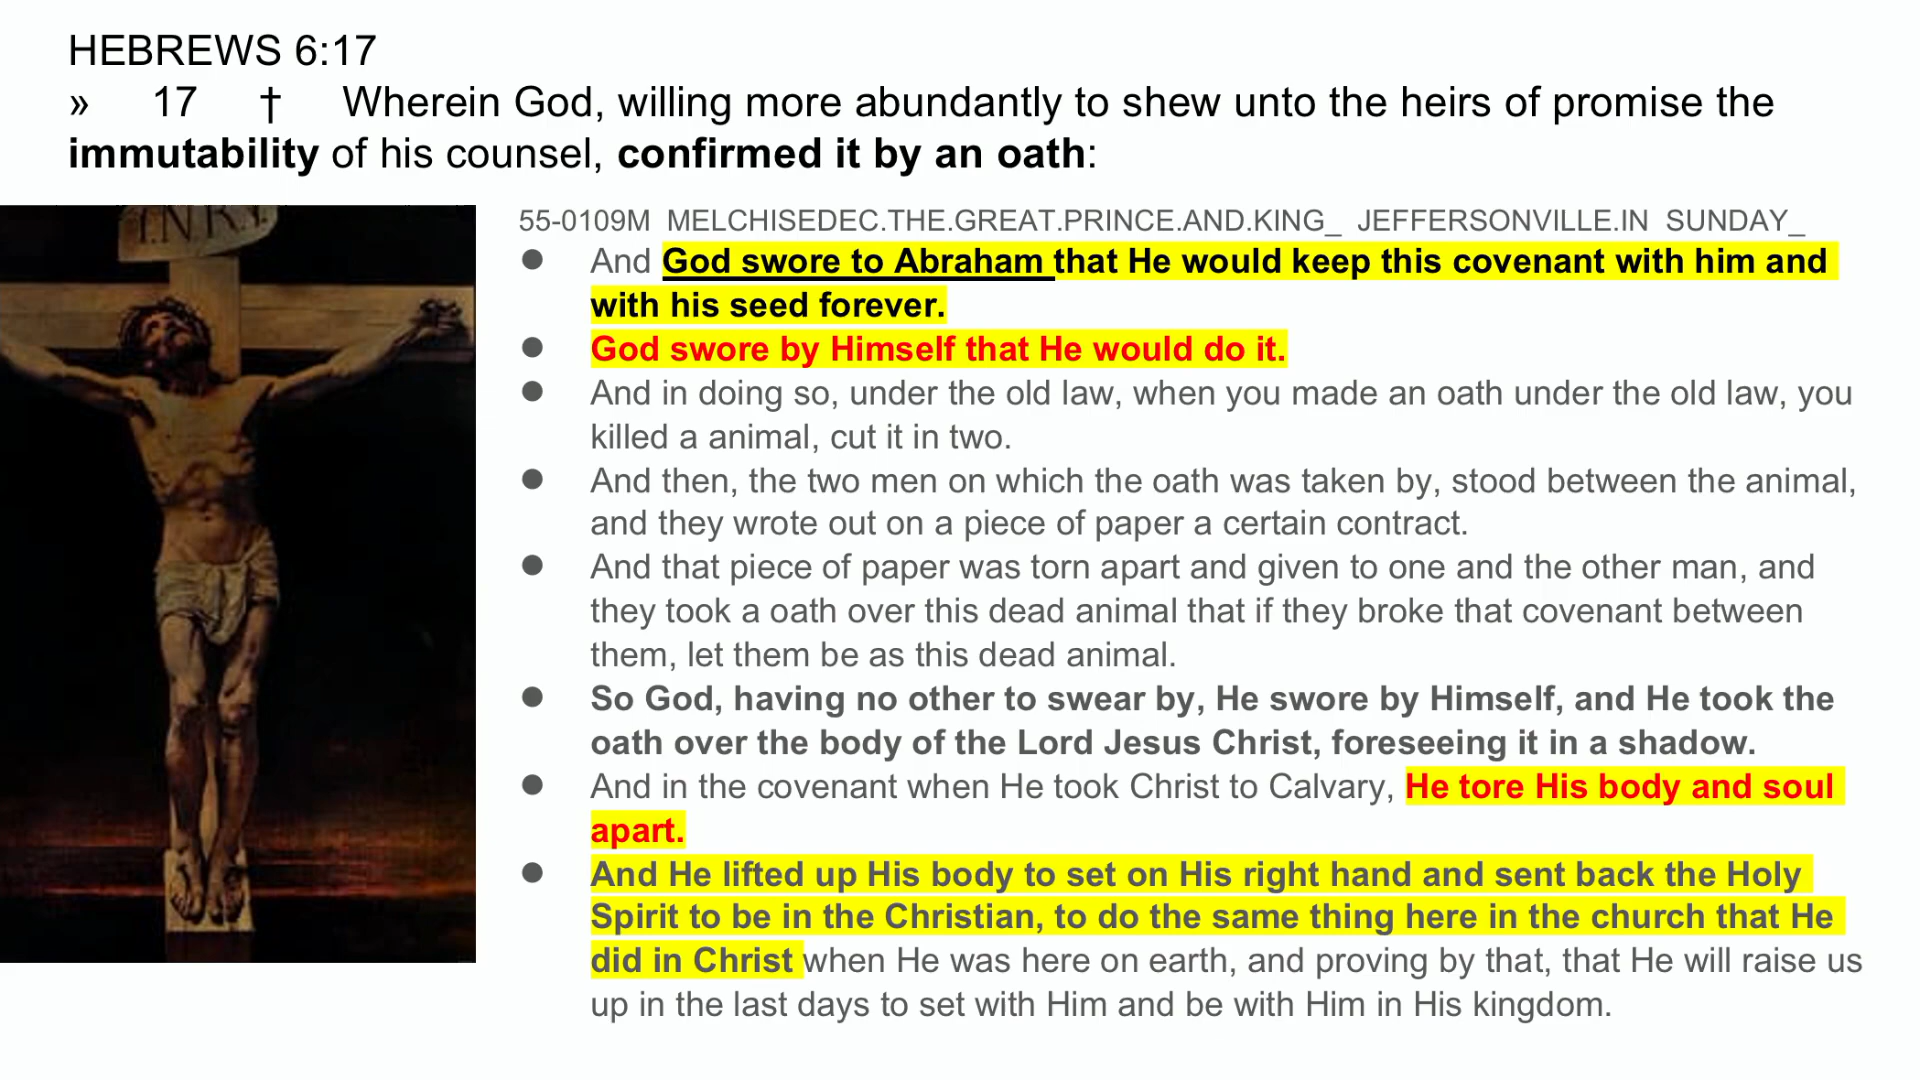 HEBREWS 6:17
» 17 † Wherein God, willing more abundantly to shew unto the heirs of promise the
immutability of his counsel, confirmed it by an oath:
I.N.R.I.
55-0109M MELCHISEDEC.THE.GREAT.PRINCE.AND.KING_ JEFFERSONVILLE.IN SUNDAY_
● And God swore to Abraham that He would keep this covenant with him and
with his seed forever.
● God swore by Himself that He would do it.
● And in doing so, under the old law, when you made an oath under the old law, you
killed a animal, cut it in two.
● And then, the two men on which the oath was taken by, stood between the animal,
and they wrote out on a piece of paper a certain contract.
● And that piece of paper was torn apart and given to one and the other man, and
they took a oath over this dead animal that if they broke that covenant between
them, let them be as this dead animal.
● So God, having no other to swear by, He swore by Himself, and He took the
oath over the body of the Lord Jesus Christ, foreseeing it in a shadow.
● And in the covenant when He took Christ to Calvary, He tore His body and soul
apart.
● And He lifted up His body to set on His right hand and sent back the Holy
Spirit to be in the Christian, to do the same thing here in the church that He
did in Christ when He was here on earth, and proving by that, that He will raise us
up in the last days to set with Him and be with Him in His kingdom.